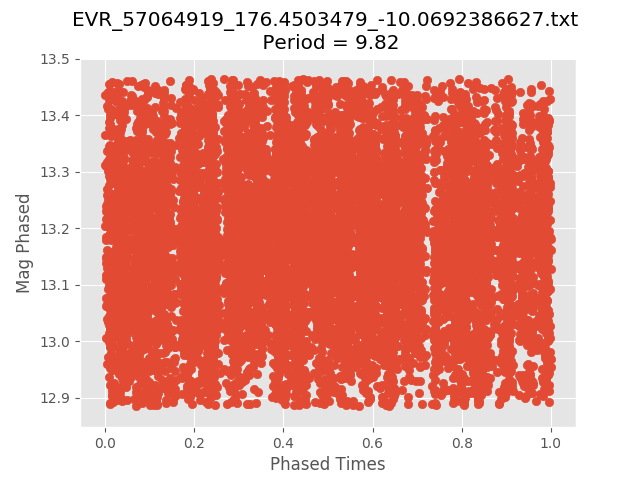 EVR_57064919_176.4503479_-10.0692386627.txt
Period = 9.82
Mag Phased
13.5
13.4
13.3
13.2
13.1
13.0
12.9
0.0 0.2 0.4 0.6 0.8 1.0
Phased Times